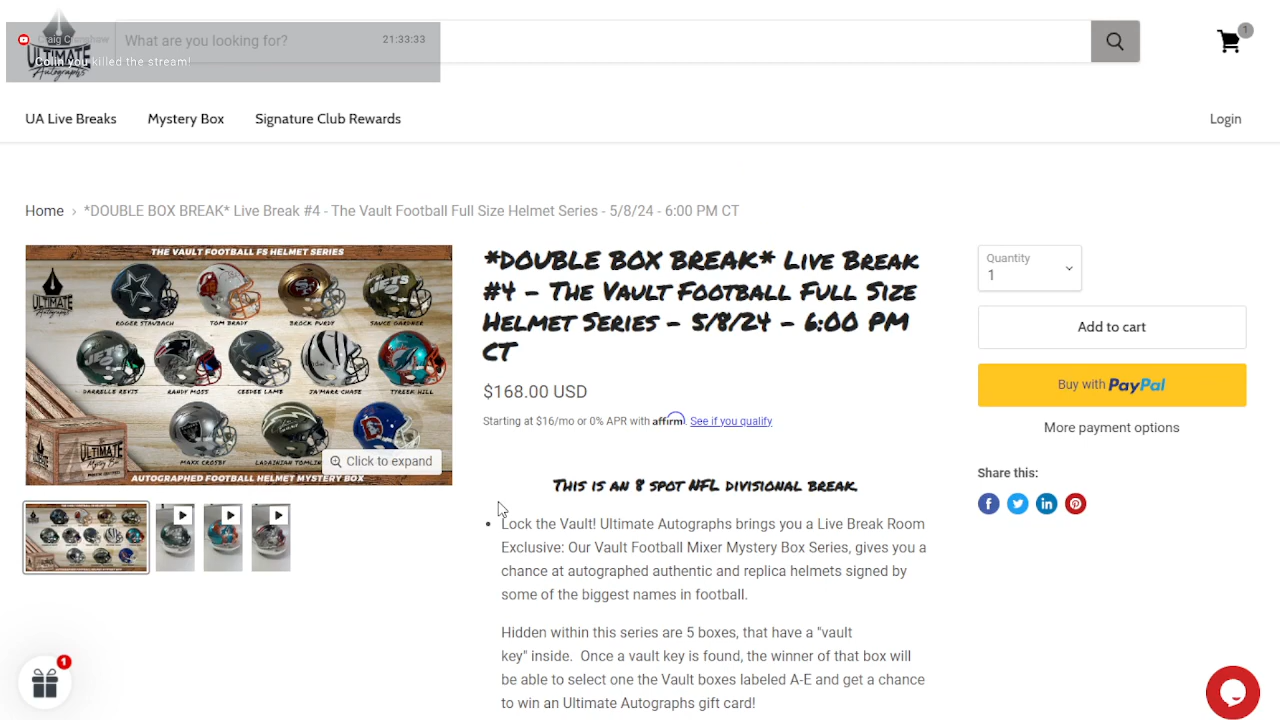 Craig Crenshaw
21:33:33
Colin you killed the stream!
ULTIMATE
Autographs
What are you looking for?
1
UA Live Breaks
Mystery Box
Signature Club Rewards
Login
Home › *DOUBLE BOX BREAK* Live Break #4 - The Vault Football Full Size Helmet Series - 5/8/24 - 6:00 PM CT
THE VAULT FOOTBALL FS HELMET SERIES
ULTIMATE
ROGER STAUBACH
TOM BRADY
BROCK PURDY
SAUCE GARDNER
DARRELLE REVIS
RANDY MOSS
CEEDEE LAMB
JA'MARR CHASE
TYREEK HILL
MAXX CROSBY
LADAINIAN TOMLIN
ULTIMATE
Mystery Box
Click to expand
AUTOGRAPHED FOOTBALL HELMET MYSTERY BOX
*DOUBLE BOX BREAK* Live Break
#4 - The Vault Football Full Size
Helmet Series - 5/8/24 - 6:00 PM
CT
$168.00 USD
Starting at $16/mo or 0% APR with affirm. See if you qualify
This is an 8 spot NFL divisional break.
• Lock the Vault! Ultimate Autographs brings you a Live Break Room
Exclusive: Our Vault Football Mixer Mystery Box Series, gives you a
chance at autographed authentic and replica helmets signed by
some of the biggest names in football.
Hidden within this series are 5 boxes, that have a "vault
key" inside.  Once a vault key is found, the winner of that box will
be able to select one the Vault boxes labeled A-E and get a chance
to win an Ultimate Autographs gift card!
Quantity
1
Add to cart
Buy with PayPal
More payment options
Share this:
1